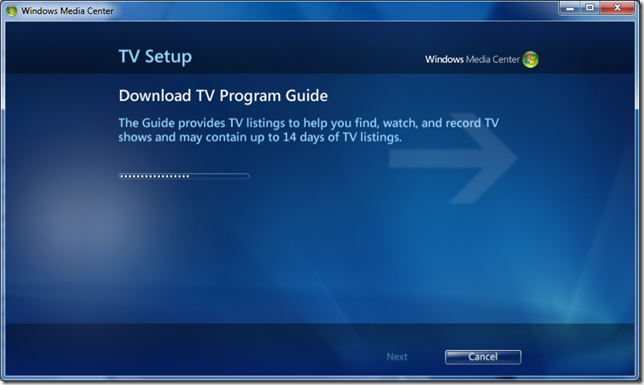 Windows Media Center
TV Setup
Windows Media Center
Download TV Program Guide
The Guide provides TV listings to help you find, watch, and record TV
shows and may contain up to 14 days of TV listings.
Next
Cancel